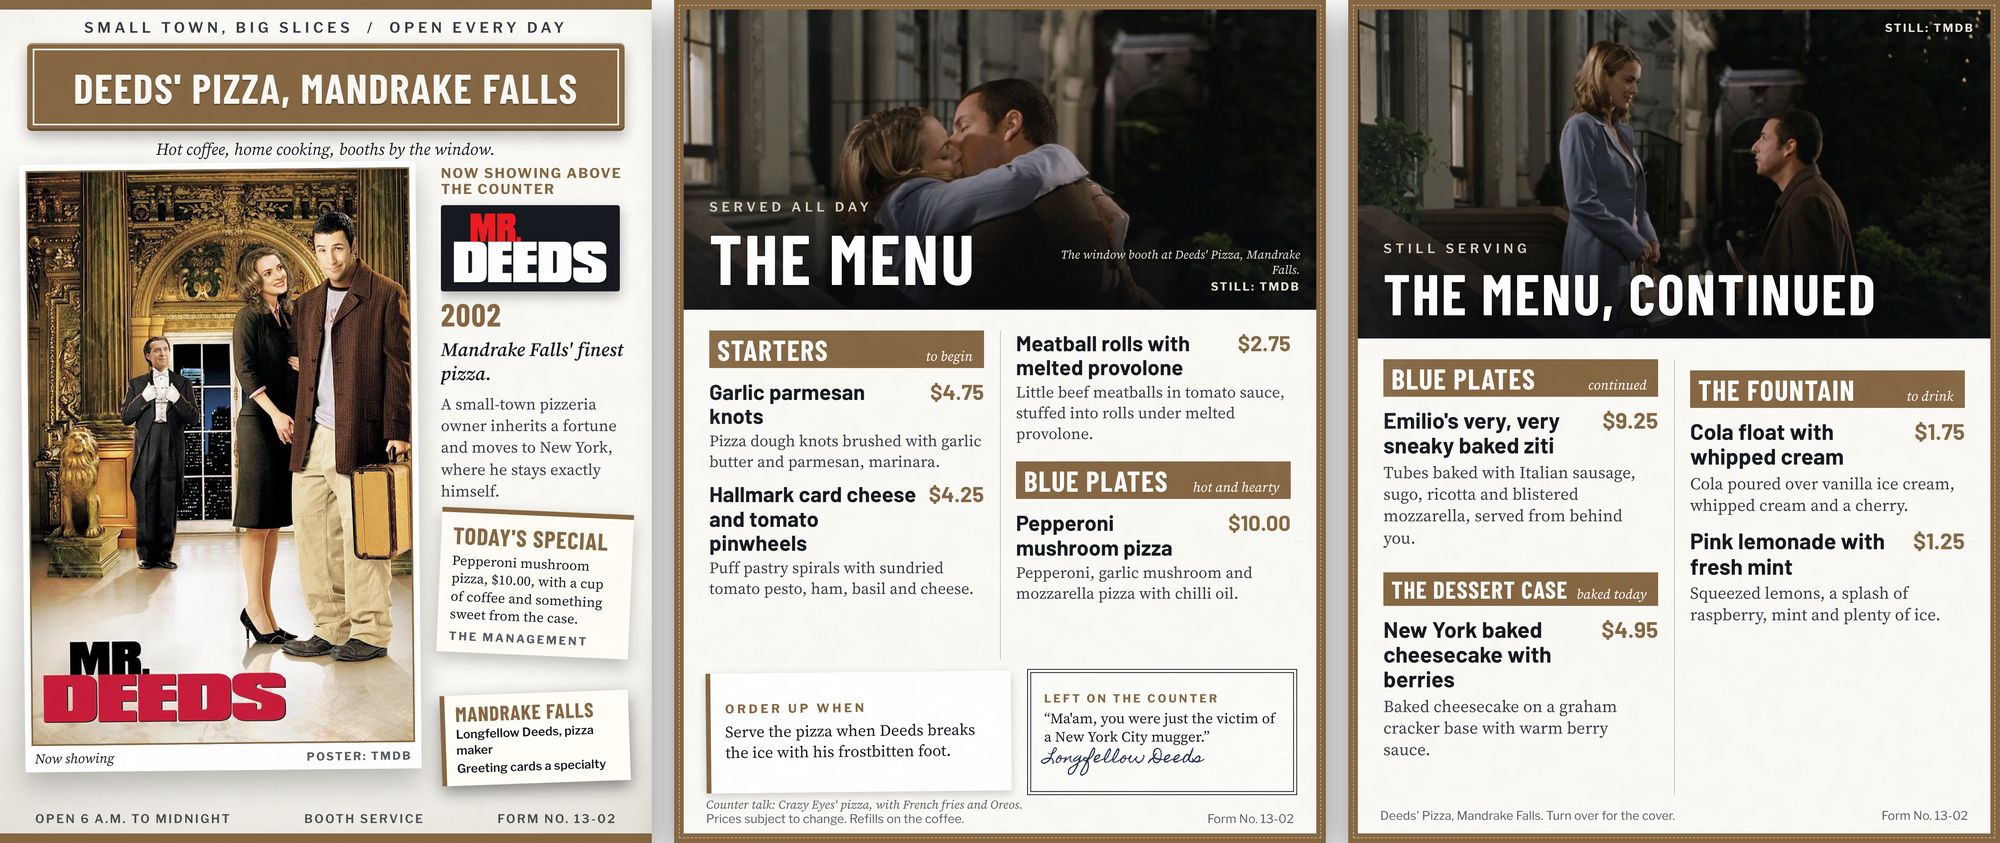 SMALL TOWN, BIG SLICES / OPEN EVERY DAY
DEEDS' PIZZA, MANDRAKE FALLS
Hot coffee, home cooking, booths by the window.
MR.
DEEDS
Now showing
POSTER: TMDB
NOW SHOWING ABOVE
THE COUNTER
MR.
DEEDS
2002
Mandrake Falls' finest
pizza.
A small-town pizzeria
owner inherits a fortune
and moves to New York,
where he stays exactly
himself.
TODAY'S SPECIAL
Pepperoni mushroom
pizza, $10.00, with a cup
of coffee and something
sweet from the case.
THE MANAGEMENT
MANDRAKE FALLS
Longfellow Deeds, pizza
maker
Greeting cards a specialty
OPEN 6 A.M. TO MIDNIGHT
BOOTH SERVICE
FORM NO. 13-02
SERVED ALL DAY
THE MENU
The window booth at Deeds' Pizza, Mandrake
Falls.
STILL: TMDB
STARTERS
to begin
Garlic parmesan $4.75
knots
Pizza dough knots brushed with garlic
butter and parmesan, marinara.
Hallmark card cheese $4.25
and tomato
pinwheels
Puff pastry spirals with sundried
tomato pesto, ham, basil and cheese.
Meatball rolls with $2.75
melted provolone
Little beef meatballs in tomato sauce,
stuffed into rolls under melted
provolone.
BLUE PLATES
hot and hearty
Pepperoni $10.00
mushroom pizza
Pepperoni, garlic mushroom and
mozzarella pizza with chilli oil.
ORDER UP WHEN
Serve the pizza when Deeds breaks
the ice with his frostbitten foot.
LEFT ON THE COUNTER
“Ma'am, you were just the victim of
a New York City mugger.”
Longfellow Deeds
Counter talk: Crazy Eyes' pizza, with French fries and Oreos.
Prices subject to change. Refills on the coffee.
Form No. 13-02
STILL: TMDB
STILL SERVING
THE MENU, CONTINUED
BLUE PLATES
continued
Emilio's very, very $9.25
sneaky baked ziti
Tubes baked with Italian sausage,
sugo, ricotta and blistered
mozzarella, served from behind
you.
THE DESSERT CASE
baked today
New York baked $4.95
cheesecake with
berries
Baked cheesecake on a graham
cracker base with warm berry
sauce.
THE FOUNTAIN
to drink
Cola float with $1.75
whipped cream
Cola poured over vanilla ice cream,
whipped cream and a cherry.
Pink lemonade with $1.25
fresh mint
Squeezed lemons, a splash of
raspberry, mint and plenty of ice.
Deeds' Pizza, Mandrake Falls. Turn over for the cover.
Form No. 13-02